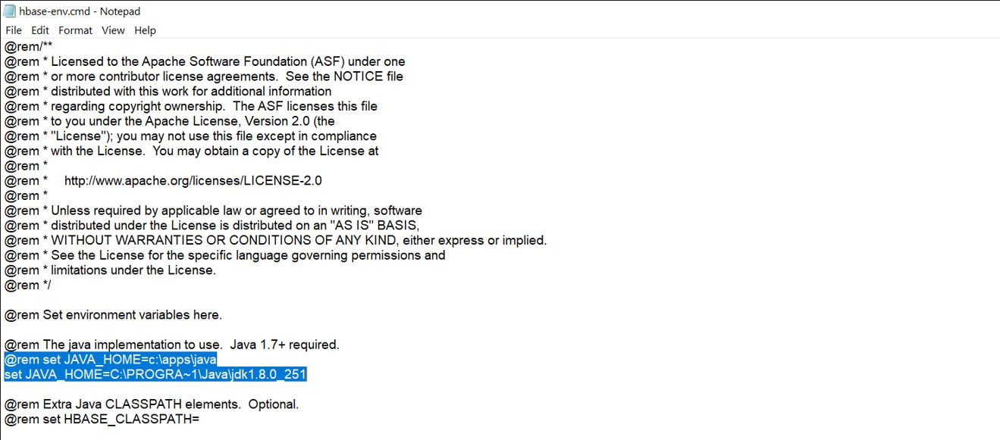 hbase-env.cmd - Notepad
File Edit Format View Help
@rem/**
@rem * Licensed to the Apache Software Foundation (ASF) under one
@rem * or more contributor license agreements.  See the NOTICE file
@rem * distributed with this work for additional information
@rem * regarding copyright ownership.  The ASF licenses this file
@rem * to you under the Apache License, Version 2.0 (the
@rem * "License"); you may not use this file except in compliance
@rem * with the License.  You may obtain a copy of the License at
@rem *
@rem *     http://www.apache.org/licenses/LICENSE-2.0
@rem *
@rem * Unless required by applicable law or agreed to in writing, software
@rem * distributed under the License is distributed on an "AS IS" BASIS,
@rem * WITHOUT WARRANTIES OR CONDITIONS OF ANY KIND, either express or implied.
@rem * See the License for the specific language governing permissions and
@rem * limitations under the License.
@rem */
@rem Set environment variables here.
@rem The java implementation to use.  Java 1.7+ required.
@rem set JAVA_HOME=c:\apps\java
set JAVA_HOME=C:\PROGRA~1\Java\jdk1.8.0_251
@rem Extra Java CLASSPATH elements.  Optional.
@rem set HBASE_CLASSPATH=